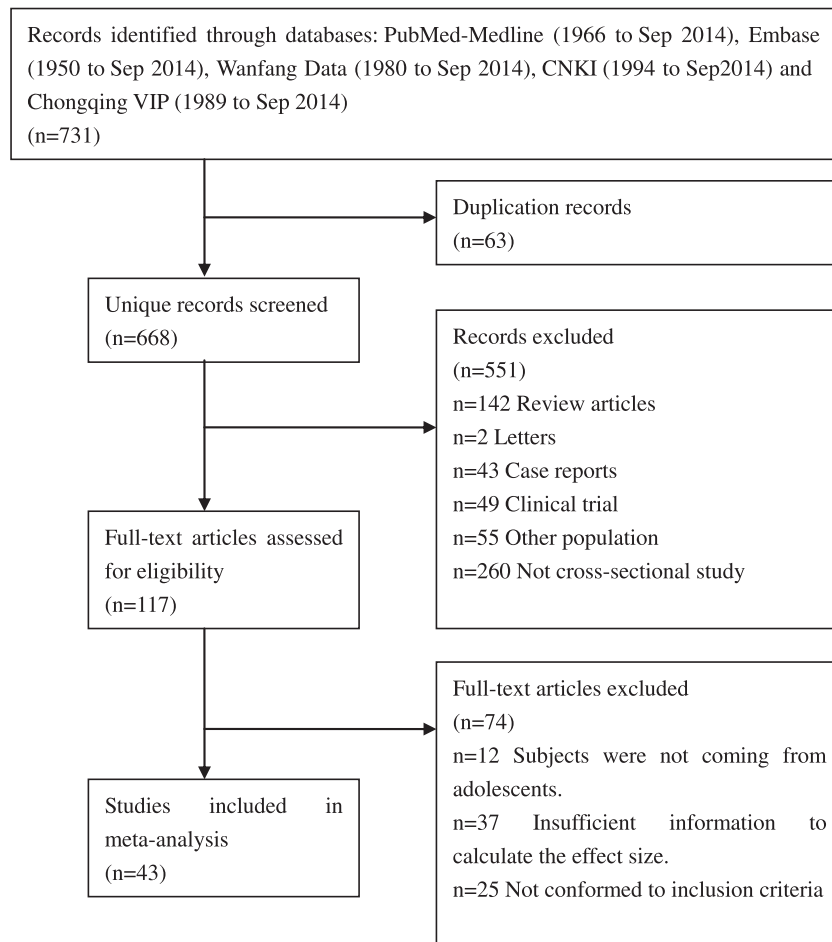 Records identified through databases: PubMed-Medline (1966 to Sep 2014), Embase
(1950 to Sep 2014), Wanfang Data (1980 to Sep 2014), CNKI (1994 to Sep2014) and
Chongqing VIP (1989 to Sep 2014)
(n=731)
Duplication records
(n=63)
Unique records screened
(n=668)
Records excluded
(n=551)
n=142 Review articles
n=2 Letters
n=43 Case reports
n=49 Clinical trial
n=55 Other population
n=260 Not cross-sectional study
Full-text articles assessed
for eligibility
(n=117)
Full-text articles excluded
(n=74)
n=12 Subjects were not coming from
adolescents.
n=37 Insufficient information to
calculate the effect size.
n=25 Not conformed to inclusion criteria
Studies included in
meta-analysis
(n=43)